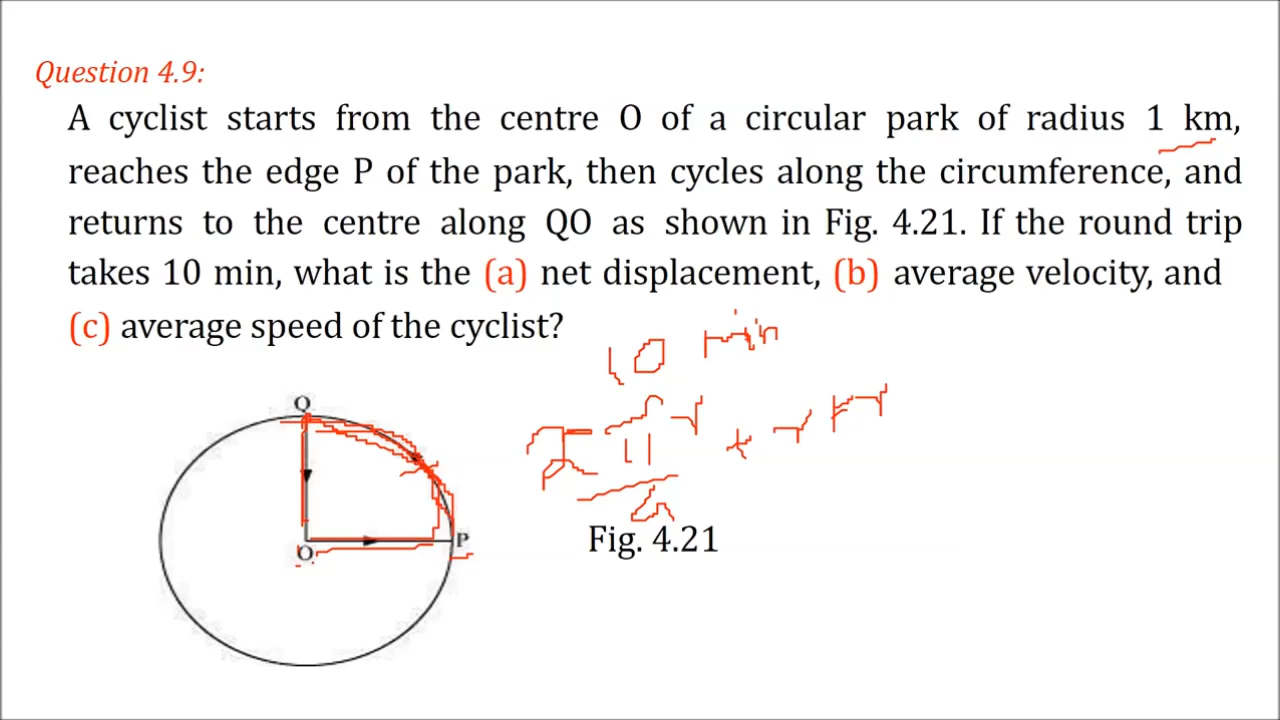 Question 4.9:
A cyclist starts from the centre O of a circular park of radius 1 km,
reaches the edge P of the park, then cycles along the circumference, and
returns to the centre along QO as shown in Fig. 4.21. If the round trip
takes 10 min, what is the (a) net displacement, (b) average velocity, and
(c) average speed of the cyclist?
10 min
Q
O
P
Fig. 4.21